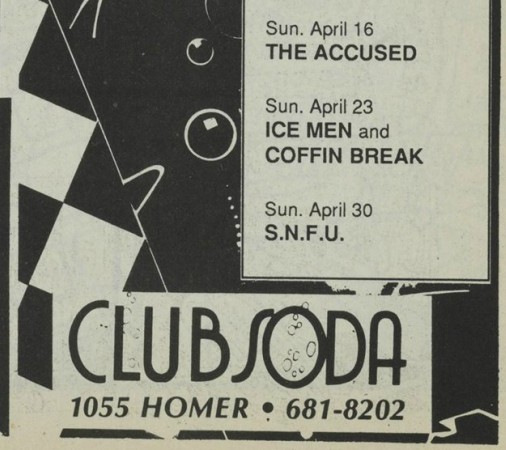 Sun. April 16
THE ACCUSED
Sun. April 23
ICE MEN and
COFFIN BREAK
Sun. April 30
S.N.F.U.
CLUB SODA
1055 HOMER • 681-8202